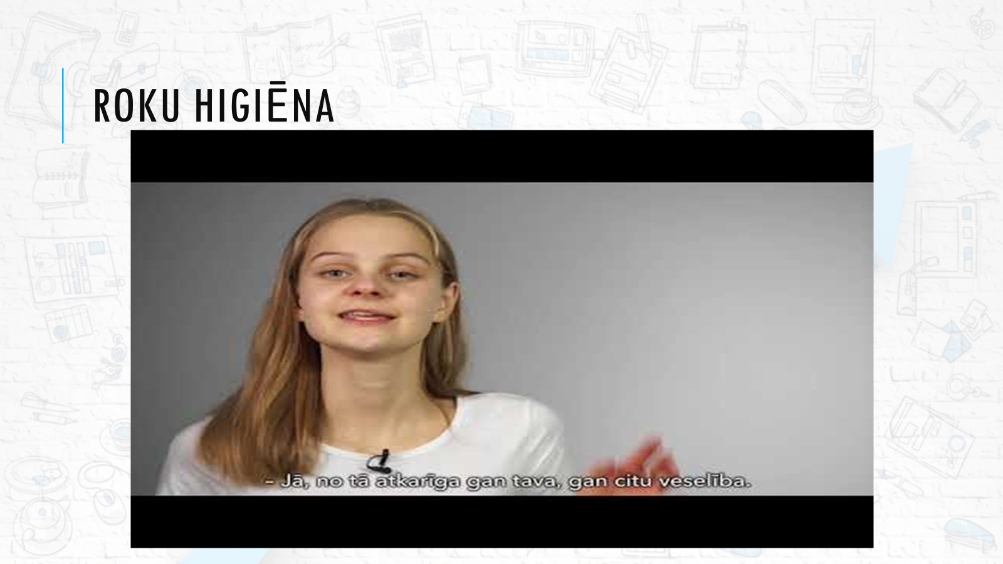 ROKU HIGIĒNA
– Jā, no tā atkarīga gan tava, gan citu veselība.